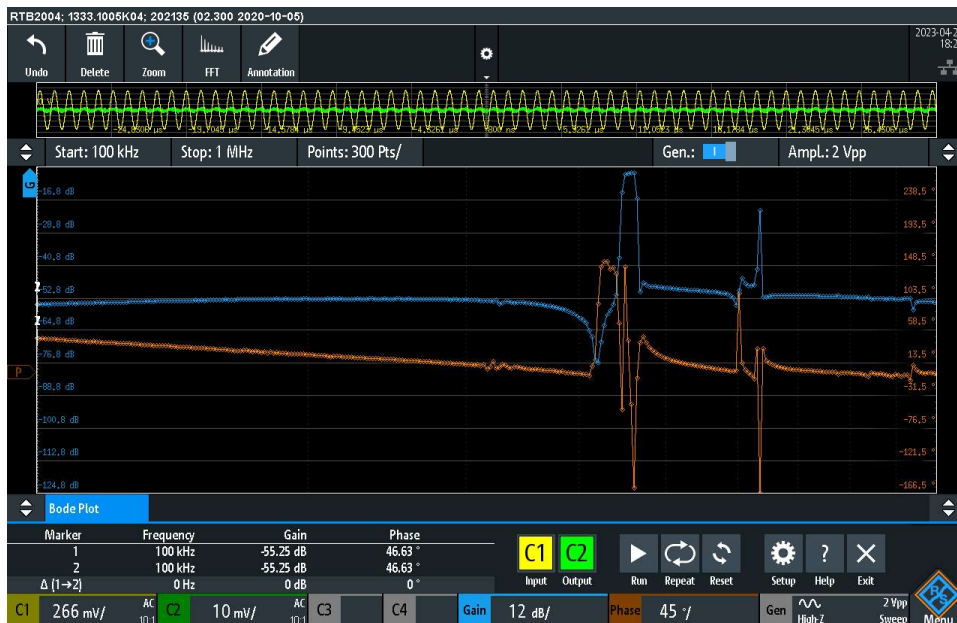 RTB2004; 1333.1005K04; 202135 (02.300 2020-10-05)
2023-04-2
18:2
Undo Delete Zoom FFT Annotation
Start: 100 kHz Stop: 1 MHz Points: 300 Pts/ Gen.: I Ampl.: 2 Vpp
G
-16,8 dB 238,5 °
-28,8 dB 193,5 °
-40,8 dB 148,5 °
-52,8 dB 103,5 °
-64,8 dB 58,5 °
-76,8 dB 13,5 °
P
-88,8 dB -31,5 °
-100,8 dB -76,5 °
-112,8 dB -121,5 °
-124,8 dB -166,5 °
Bode Plot
Marker Frequency Gain Phase
1 100 kHz -55.25 dB 46.63 °
2 100 kHz -55.25 dB 46.63 °
Δ (1→2) 0 Hz 0 dB 0 °
C1 C2
Input Output Run Repeat Reset Setup ? Help Exit
C1 266 mV/ AC 10:1 C2 10 mV/ AC 10:1 C3 C4 Gain 12 dB/ Phase 45 °/ Gen High-Z 2 Vpp Sweep R&S Menu